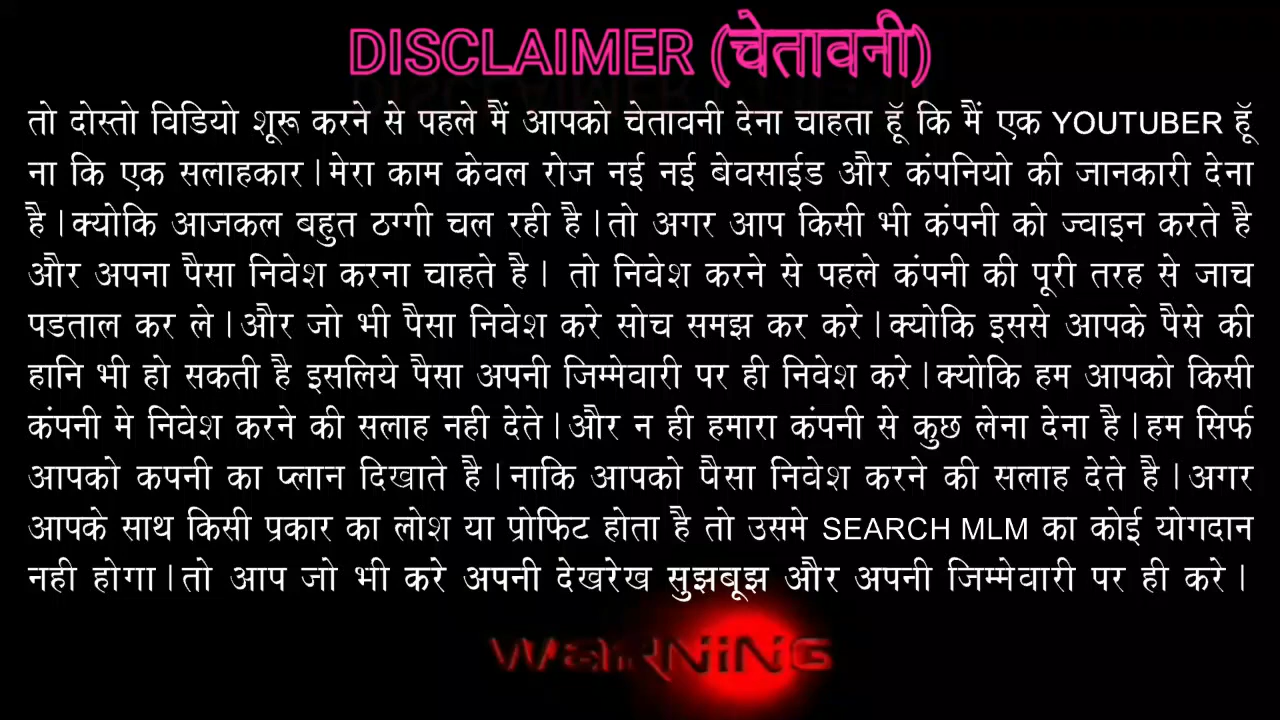 DISCLAIMER (चेतावनी)
तो दोस्तो विडियो शूरू करने से पहले मैं आपको चेतावनी देना चाहता हूॅ कि मैं एक YOUTUBER हूॅ
ना कि एक सलाहकार।मेरा काम केवल रोज नई नई बेवसाईड और कंपनियो की जानकारी देना
है।क्योकि आजकल बहुत ठग्गी चल रही है।तो अगर आप किसी भी कंपनी को ज्वाइन करते है
और अपना पैसा निवेश करना चाहते है। तो निवेश करने से पहले कंपनी की पूरी तरह से जाच
पडताल कर ले।और जो भी पैसा निवेश करे सोच समझ कर करे।क्योकि इससे आपके पैसे की
हानि भी हो सकती है इसलिये पैसा अपनी जिम्मेवारी पर ही निवेश करे।क्योकि हम आपको किसी
कंपनी मे निवेश करने की सलाह नही देते।और न ही हमारा कंपनी से कुछ लेना देना है।हम सिर्फ
आपको कपनी का प्लान दिखाते है।नाकि आपको पैसा निवेश करने की सलाह देते है।अगर
आपके साथ किसी प्रकार का लोश या प्रोफिट होता है तो उसमे SEARCH MLM का कोई योगदान
नही होगा।तो आप जो भी करे अपनी देखरेख सुझबूझ और अपनी जिम्मेवारी पर ही करे।
WARNiNG